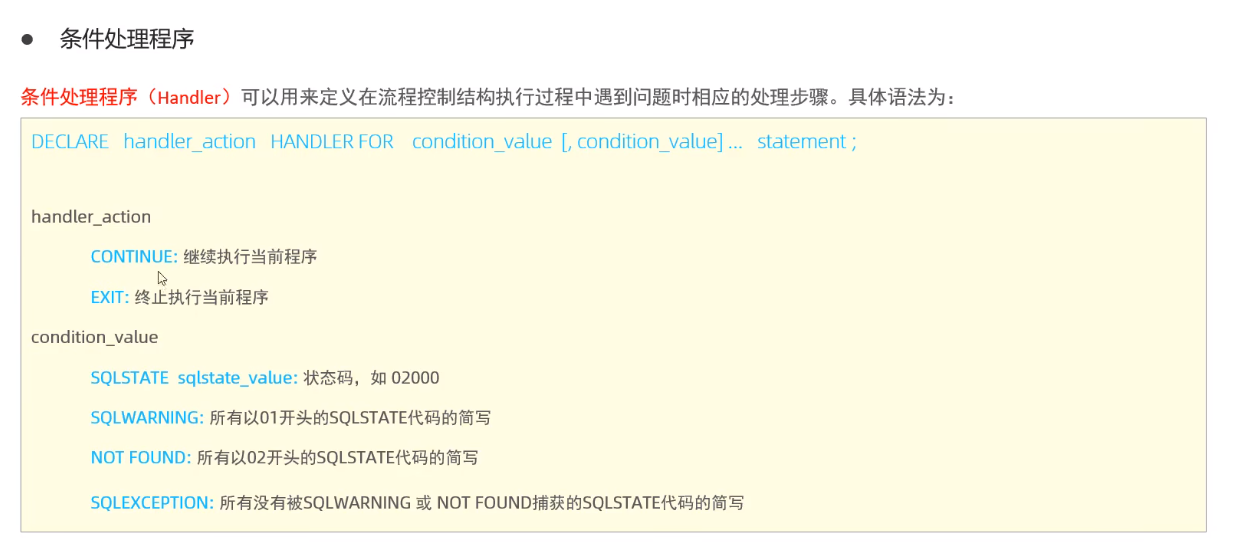 ● 条件处理程序
条件处理程序（Handler）可以用来定义在流程控制结构执行过程中遇到问题时相应的处理步骤。具体语法为：
DECLARE handler_action HANDLER FOR condition_value [, condition_value] ... statement ;
handler_action
CONTINUE: 继续执行当前程序
EXIT: 终止执行当前程序
condition_value
SQLSTATE sqlstate_value: 状态码，如 02000
SQLWARNING: 所有以01开头的SQLSTATE代码的简写
NOT FOUND: 所有以02开头的SQLSTATE代码的简写
SQLEXCEPTION: 所有没有被SQLWARNING 或 NOT FOUND捕获的SQLSTATE代码的简写